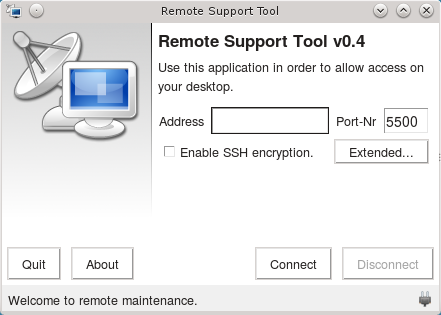 Remote Support Tool
Remote Support Tool v0.4
Use this application in order to allow access on
your desktop.
Address Port-Nr 5500
Enable SSH encryption. Extended...
Quit About Connect Disconnect
Welcome to remote maintenance.